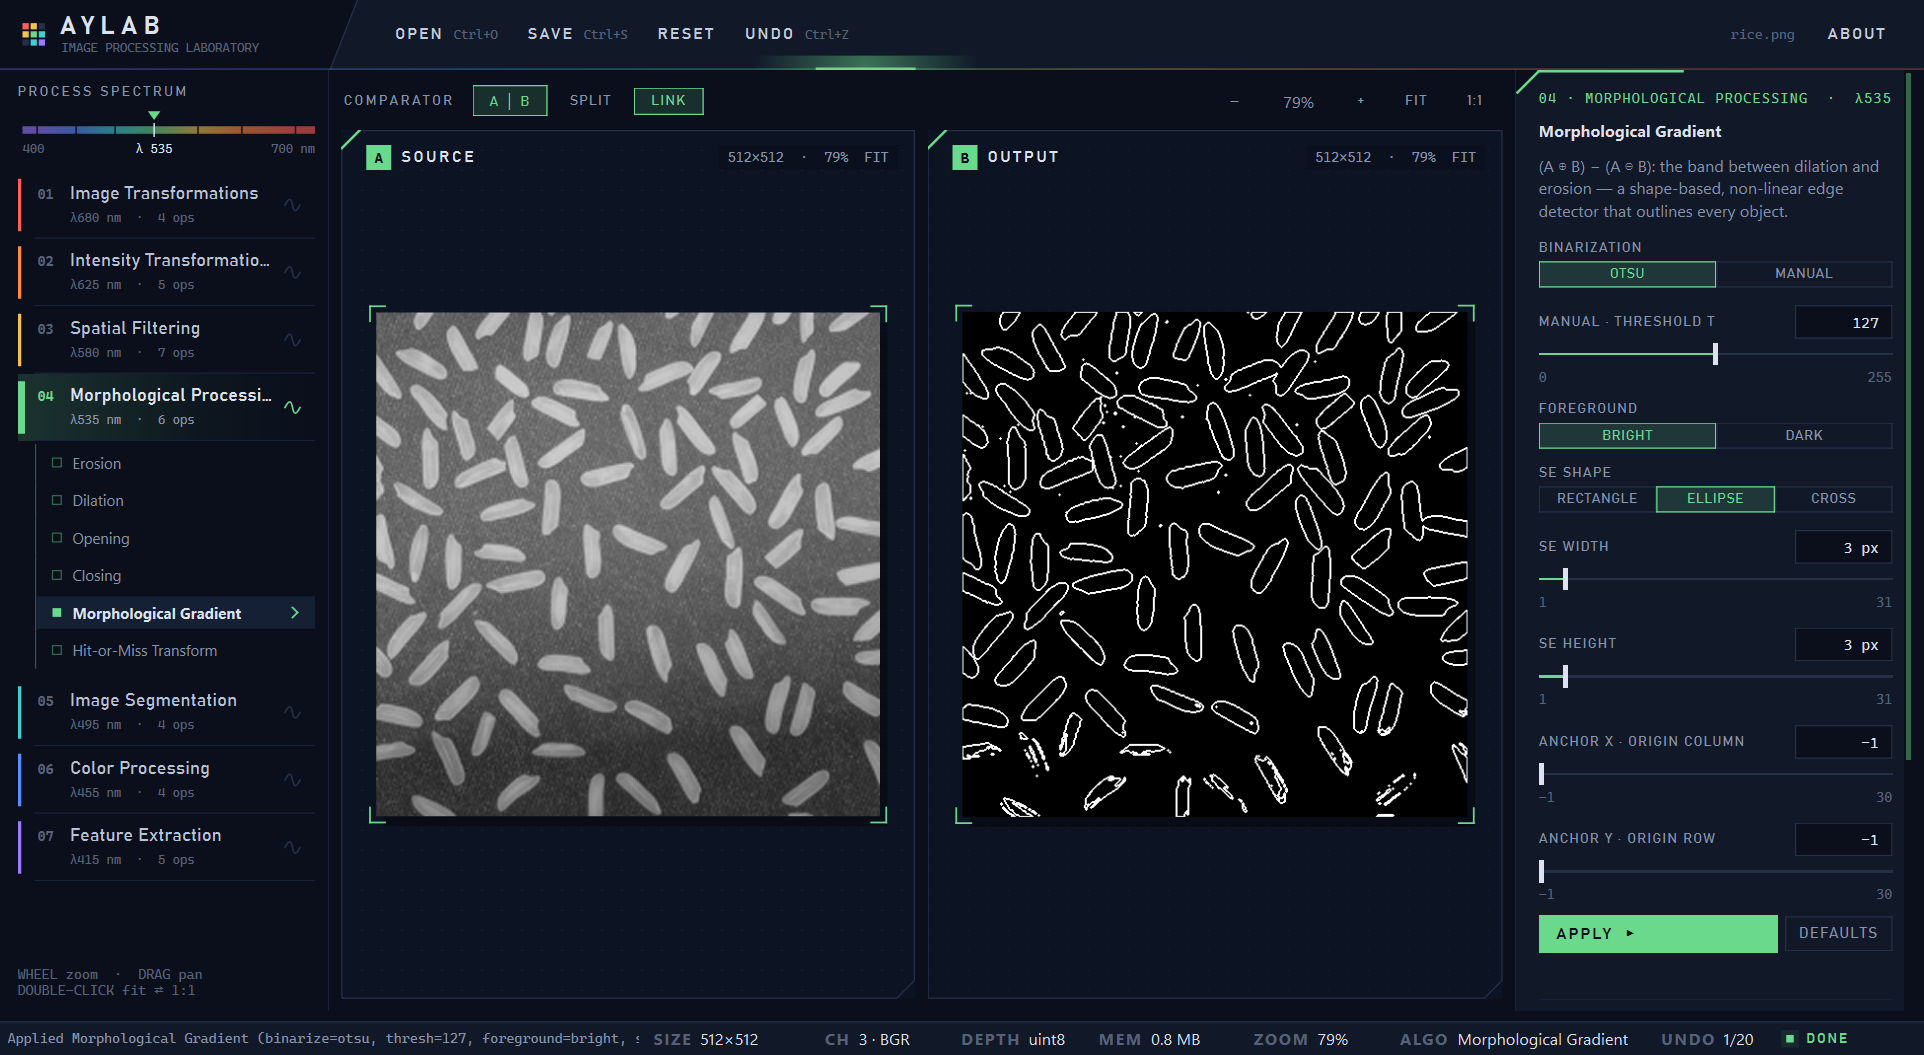 AYLAB
IMAGE PROCESSING LABORATORY
OPEN Ctrl+O SAVE Ctrl+S RESET UNDO Ctrl+Z
rice.png ABOUT
PROCESS SPECTRUM
400 λ 535 700 nm
01 Image Transformations
λ680 nm · 4 ops
02 Intensity Transformatio…
λ625 nm · 5 ops
03 Spatial Filtering
λ580 nm · 7 ops
04 Morphological Processi…
λ535 nm · 6 ops
Erosion
Dilation
Opening
Closing
Morphological Gradient
Hit-or-Miss Transform
05 Image Segmentation
λ495 nm · 4 ops
06 Color Processing
λ455 nm · 4 ops
07 Feature Extraction
λ415 nm · 5 ops
WHEEL zoom · DRAG pan
DOUBLE-CLICK fit ⇌ 1:1
COMPARATOR A | B SPLIT LINK
− 79% + FIT 1:1
A SOURCE 512×512 · 79% FIT
B OUTPUT 512×512 · 79% FIT
04 · MORPHOLOGICAL PROCESSING · λ535
Morphological Gradient
(A ⊕ B) − (A ⊖ B): the band between dilation and
erosion — a shape-based, non-linear edge
detector that outlines every object.
BINARIZATION
OTSU MANUAL
MANUAL · THRESHOLD T 127
0 255
FOREGROUND
BRIGHT DARK
SE SHAPE
RECTANGLE ELLIPSE CROSS
SE WIDTH 3 px
1 31
SE HEIGHT 3 px
1 31
ANCHOR X · ORIGIN COLUMN −1
−1 30
ANCHOR Y · ORIGIN ROW −1
−1 30
APPLY ▸ DEFAULTS
Applied Morphological Gradient (binarize=otsu, thresh=127, foreground=bright, SIZE 512×512 CH 3 · BGR DEPTH uint8 MEM 0.8 MB ZOOM 79% ALGO Morphological Gradient UNDO 1/20 DONE